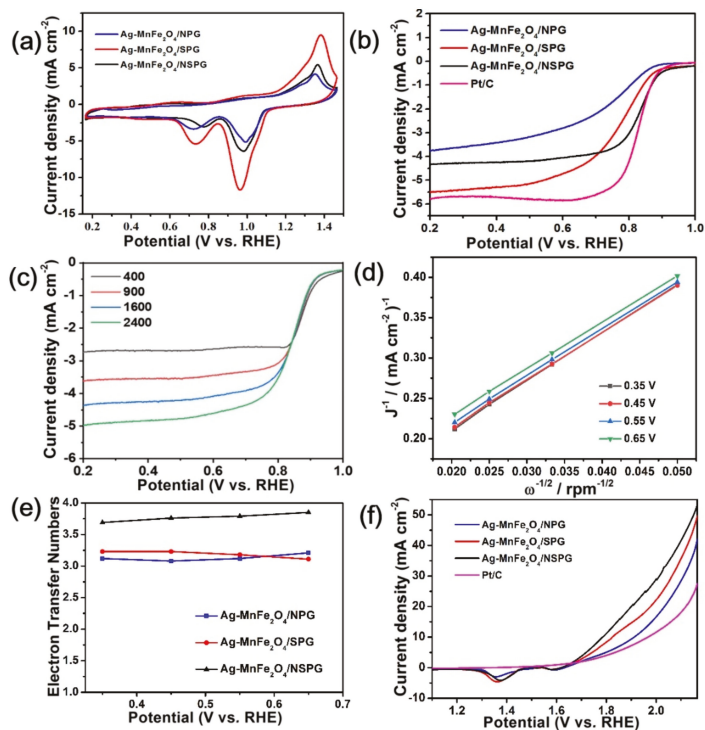 (a)
Ag-MnFe2O4/NPG
Ag-MnFe2O4/SPG
Ag-MnFe2O4/NSPG
Current density (mA cm-2)
10
5
0
-5
-10
-15
0.2 0.4 0.6 0.8 1.0 1.2 1.4
Potential (V vs. RHE)
(b)
Ag-MnFe2O4/NPG
Ag-MnFe2O4/SPG
Ag-MnFe2O4/NSPG
Pt/C
Current density (mA cm-2)
2
1
0
-1
-2
-3
-4
-5
-6
0.2 0.4 0.6 0.8 1.0
Potential (V vs. RHE)
(c)
400
900
1600
2400
Current density (mA cm-2)
0
-1
-2
-3
-4
-5
-6
0.2 0.4 0.6 0.8 1.0
Potential (V vs. RHE)
(d)
J-1 / (mA cm-2)-1
0.40
0.35
0.30
0.25
0.20
0.35 V
0.45 V
0.55 V
0.65 V
0.020 0.025 0.030 0.035 0.040 0.045 0.050
ω-1/2 / rpm-1/2
(e)
Electron Transfer Numbers
4.0
3.5
3.0
2.5
2.0
1.5
1.0
Ag-MnFe2O4/NPG
Ag-MnFe2O4/SPG
Ag-MnFe2O4/NSPG
0.4 0.5 0.6 0.7
Potential (V vs. RHE)
(f)
Ag-MnFe2O4/NPG
Ag-MnFe2O4/SPG
Ag-MnFe2O4/NSPG
Pt/C
Current density (mA cm-2)
50
40
30
20
10
0
-10
1.2 1.4 1.6 1.8 2.0
Potential (V vs. RHE)